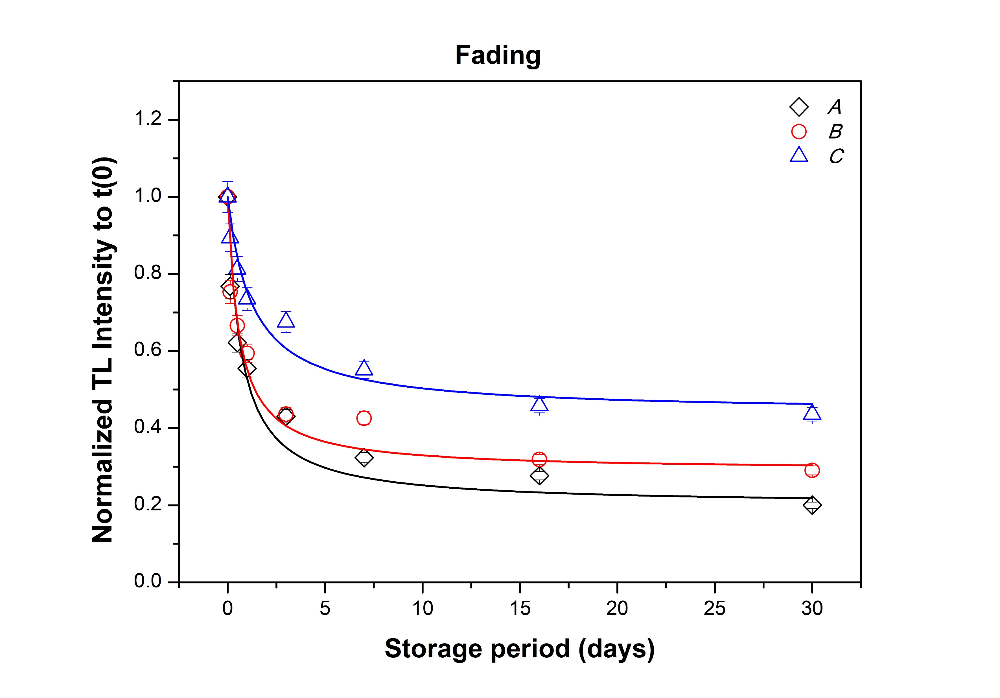 Fading
A
B
C
Normalized TL Intensity to t(0)
1.2
1.0
0.8
0.6
0.4
0.2
0.0
0 5 10 15 20 25 30
Storage period (days)